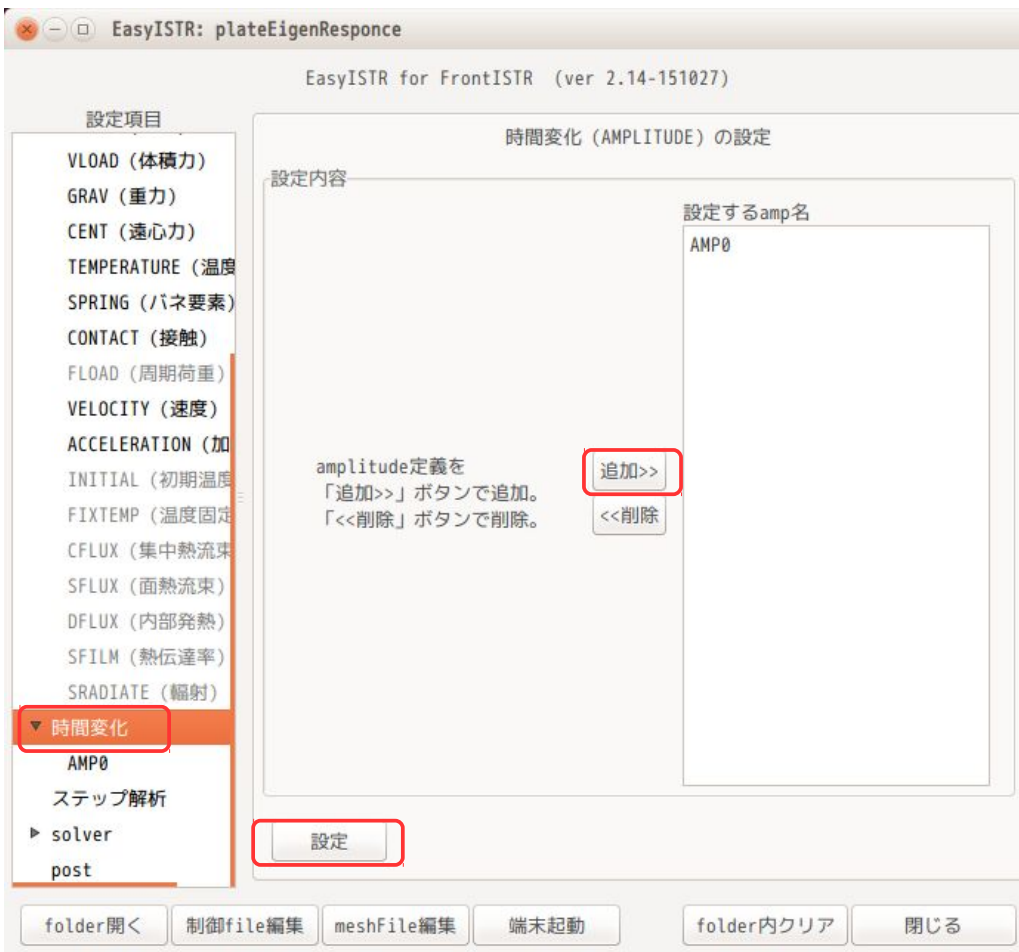 EasyISTR: plateEigenResponce
EasyISTR for FrontISTR (ver 2.14-151027)
設定項目
VLOAD (体積力)
GRAV (重力)
CENT (遠心力)
TEMPERATURE (温度
SPRING (バネ要素)
CONTACT (接触)
FLOAD (周期荷重)
VELOCITY (速度)
ACCELERATION (加
INITIAL (初期温度
FIXTEMP (温度固定
CFLUX (集中熱流束
SFLUX (面熱流束)
DFLUX (内部発熱)
SFILM (熱伝達率)
SRADIATE (輻射)
時間変化
AMP0
ステップ解析
solver
post
時間変化 (AMPLITUDE) の設定
設定内容
設定するamp名
AMP0
amplitude定義を
「追加>>」ボタンで追加。
「<<削除」ボタンで削除。
追加>>
<<削除
設定
folder開く 制御file編集 meshFile編集 端末起動 folder内クリア 閉じる